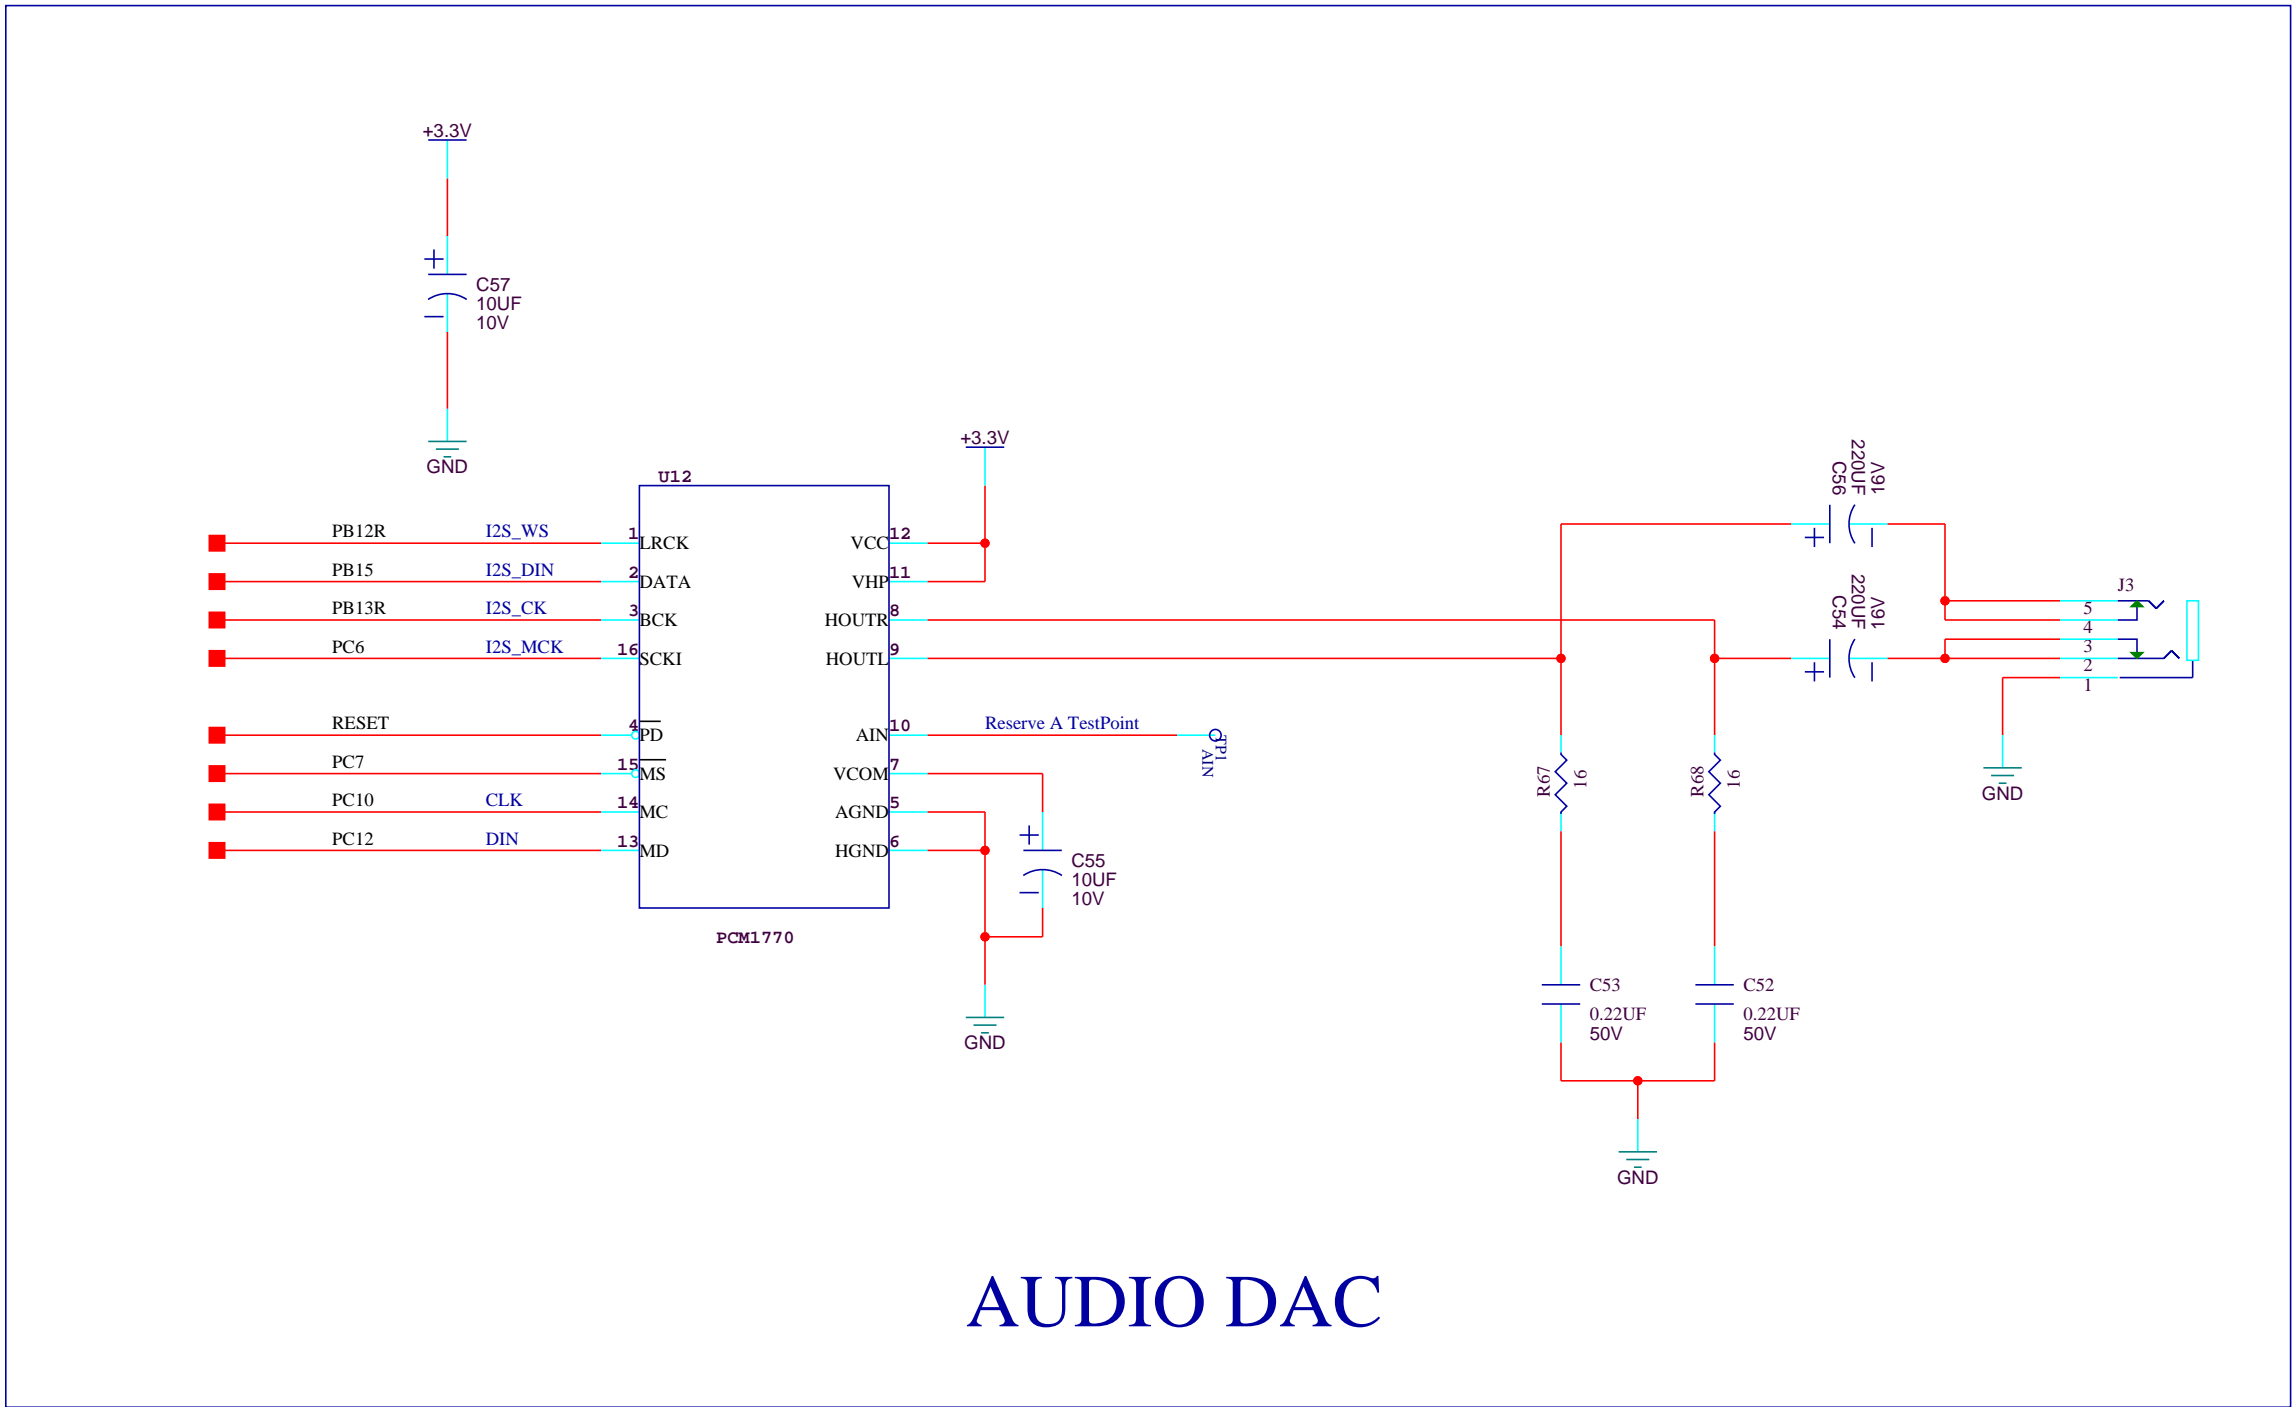 +3.3V
C57
10UF
10V
GND
+3.3V
U12
PB12R I2S_WS 1 LRCK
PB15 I2S_DIN 2 DATA
PB13R I2S_CK 3 BCK
PC6 I2S_MCK 16 SCKI
RESET 4 PD
PC7 15 MS
PC10 CLK 14 MC
PC12 DIN 13 MD
VCC 12
VHP 11
HOUTR 8
HOUTL 9
AIN 10 Reserve A TestPoint
VCOM 7
AGND 5
HGND 6
PCM1770
TP1
AIN
C55
10UF
10V
GND
16V
220UF
C56
16V
220UF
C54
J3
5
4
3
2
1
GND
R67
16
R68
16
C53
0.22UF
50V
C52
0.22UF
50V
GND
AUDIO DAC